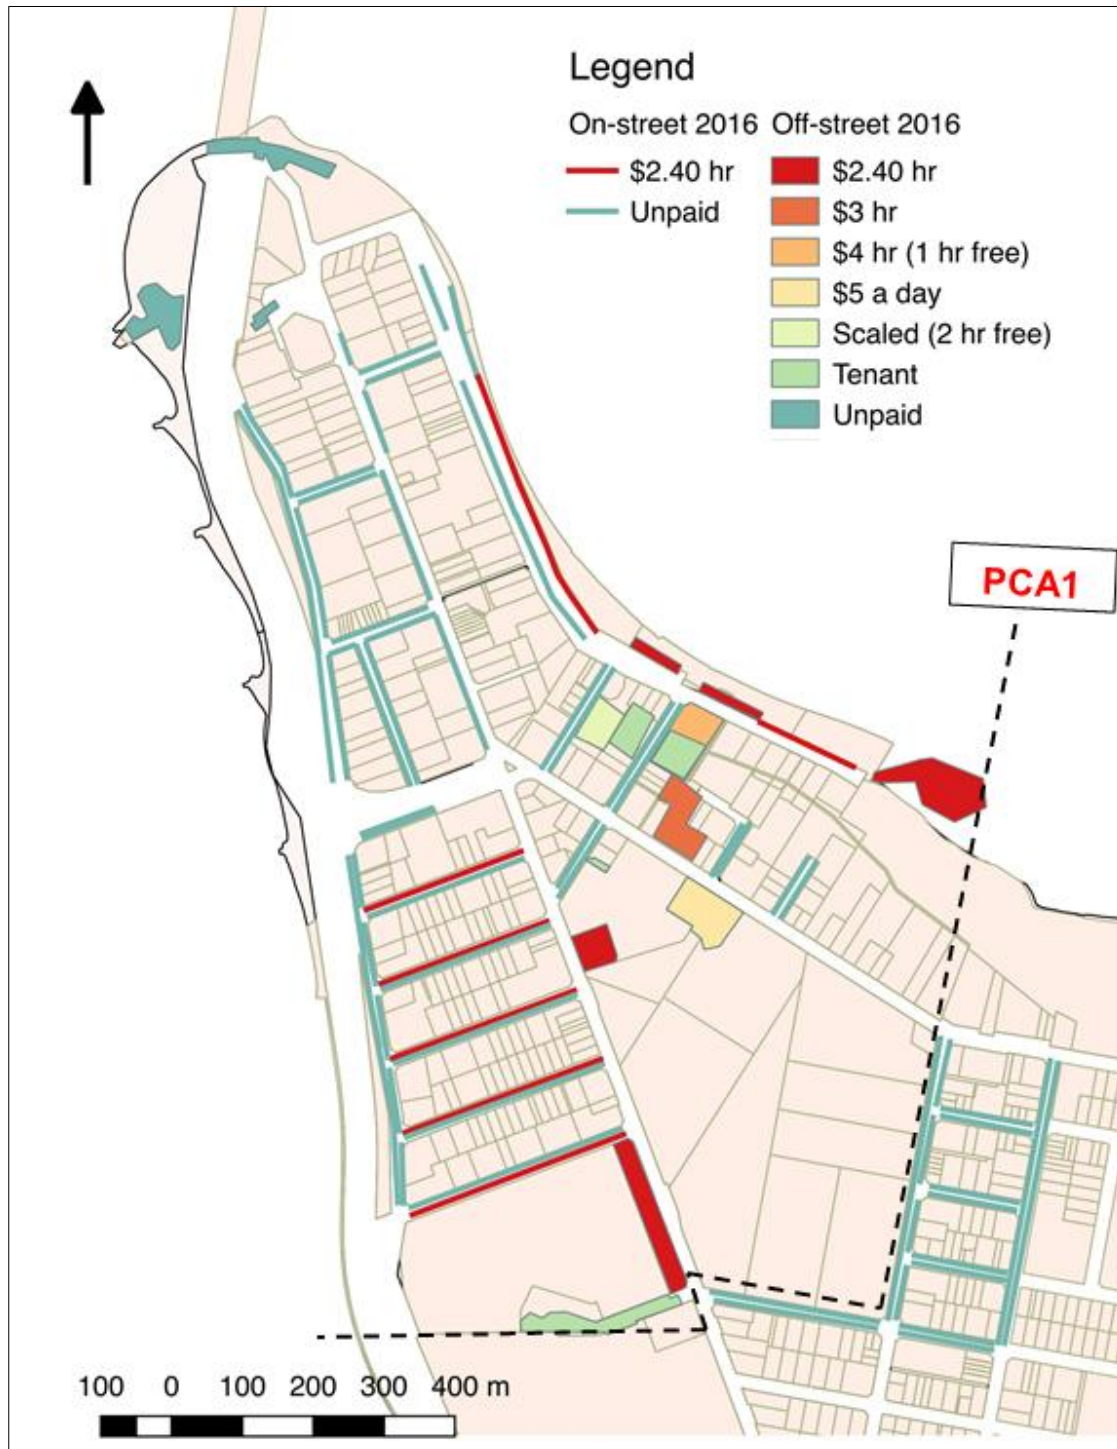 Legend
On-street 2016 Off-street 2016
$2.40 hr $2.40 hr
Unpaid $3 hr
$4 hr (1 hr free)
$5 a day
Scaled (2 hr free)
Tenant
Unpaid
PCA1
100 0 100 200 300 400 m